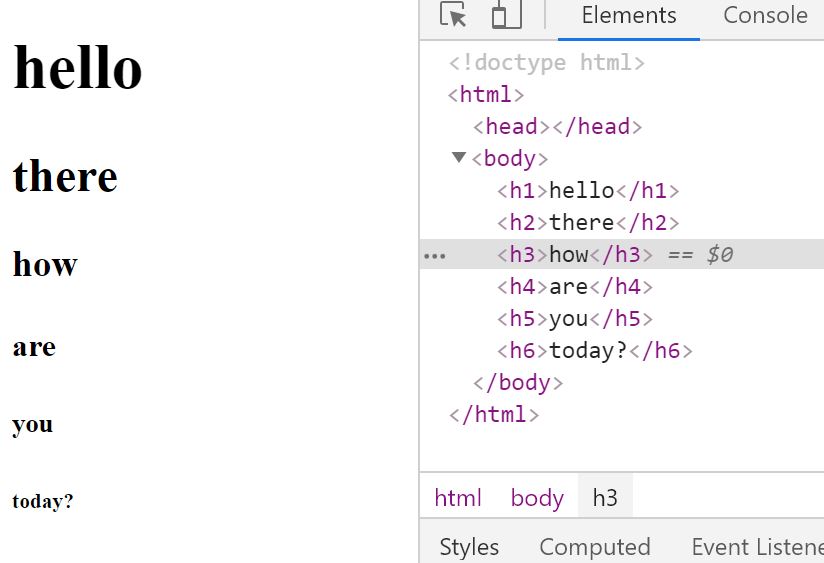 hello
there
how
are
you
today?
Elements Console
<!doctype html>
<html>
<head></head>
<body>
<h1>hello</h1>
<h2>there</h2>
... <h3>how</h3> == $0
<h4>are</h4>
<h5>you</h5>
<h6>today?</h6>
</body>
</html>
html body h3
Styles Computed Event Listene